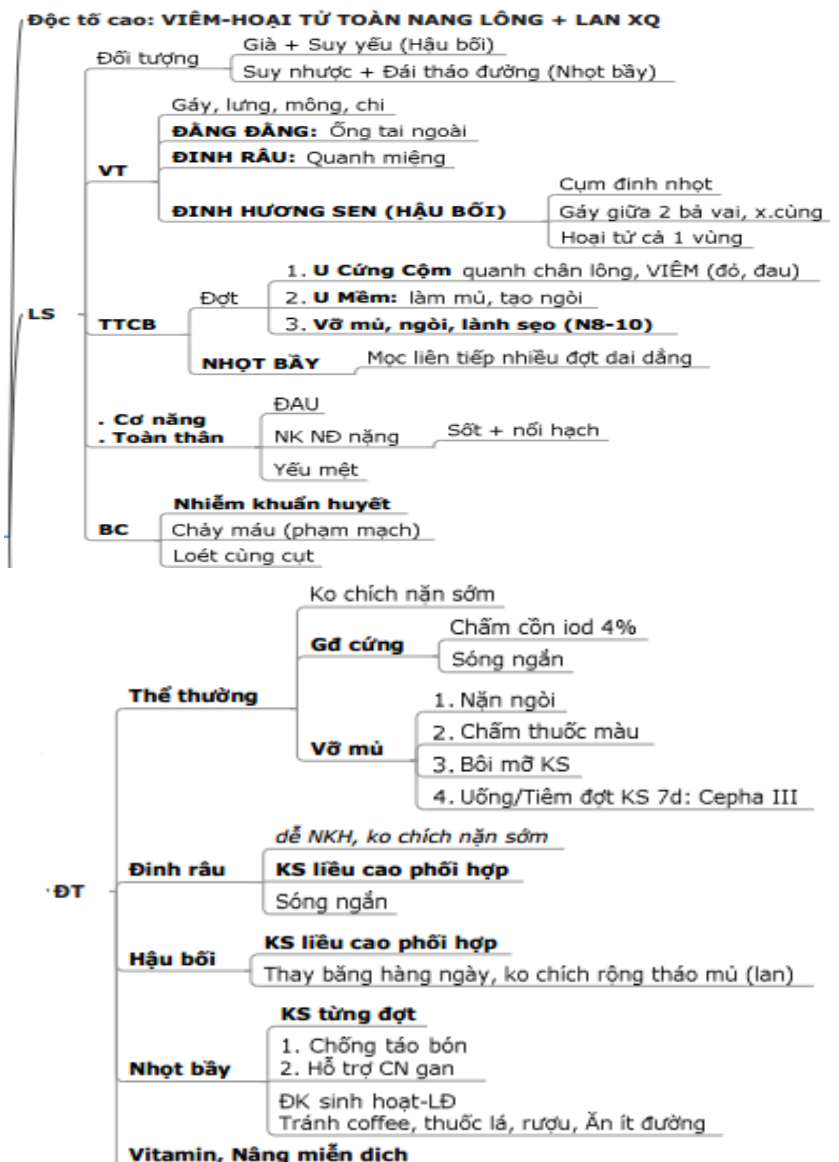 Độc tố cao: VIÊM-HOẠI TỬ TOÀN NANG LÔNG + LAN XQ
LS
Đối tượng
Già + Suy yếu (Hậu bối)
Suy nhược + Đái tháo đường (Nhọt bầy)
VT
Gáy, lưng, mông, chi
ĐẰNG ĐẰNG: Ống tai ngoài
ĐINH RÂU: Quanh miệng
ĐINH HƯƠNG SEN (HẬU BỐI)
Cụm đinh nhọt
Gáy giữa 2 bả vai, x.cùng
Hoại tử cả 1 vùng
TTCB
Đợt
1. U Cứng Cộm quanh chân lông, VIÊM (đỏ, đau)
2. U Mềm: làm mủ, tạo ngòi
3. Vỡ mủ, ngòi, lành sẹo (N8-10)
NHỌT BẦY
Mọc liên tiếp nhiều đợt dai dẳng
. Cơ năng
. Toàn thân
ĐAU
NK NĐ nặng
Sốt + nổi hạch
Yếu mệt
BC
Nhiễm khuẩn huyết
Chảy máu (phạm mạch)
Loét cùng cụt
ĐT
Thể thường
Ko chích nặn sớm
Gđ cứng
Chấm cồn iod 4%
Sóng ngắn
Vỡ mủ
1. Nặn ngòi
2. Chấm thuốc màu
3. Bôi mỡ KS
4. Uống/Tiêm đợt KS 7d: Cepha III
Đinh râu
dễ NKH, ko chích nặn sớm
KS liều cao phối hợp
Sóng ngắn
Hậu bối
KS liều cao phối hợp
Thay băng hàng ngày, ko chích rộng tháo mủ (lan)
Nhọt bầy
KS từng đợt
1. Chống táo bón
2. Hỗ trợ CN gan
ĐK sinh hoạt-LĐ
Tránh coffee, thuốc lá, rượu, Ăn ít đường
Vitamin, Nâng miễn dịch